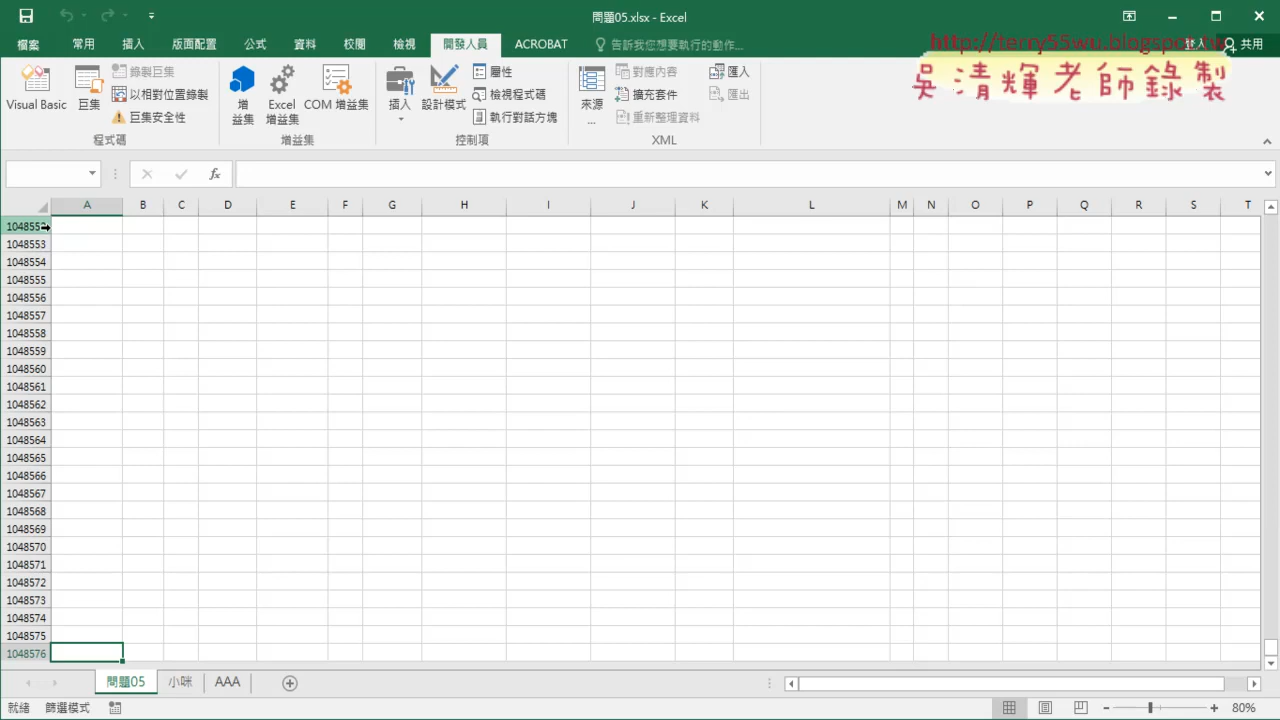 問題05.xlsx - Excel
檔案 常用 插入 版面配置 公式 資料 校閱 檢視 開發人員 ACROBAT 告訴我您想要執行的動作... 登入 共用
http://terry55wu.blogspot.tw
吳清輝老師錄製
Visual Basic 巨集 錄製巨集 以相對位置錄製 巨集安全性
增益集 Excel 增益集 COM 增益集
插入 設計模式 屬性 檢視程式碼 執行對話方塊
來源... 對應內容 擴充套件 重新整理資料 匯入 匯出
程式碼 增益集 控制項 XML
fx
A B C D E F G H I J K L M N O P Q R S T
1048552
1048553
1048554
1048555
1048556
1048557
1048558
1048559
1048560
1048561
1048562
1048563
1048564
1048565
1048566
1048567
1048568
1048569
1048570
1048571
1048572
1048573
1048574
1048575
1048576
問題05 小咪 AAA
就緒 篩選模式 80%